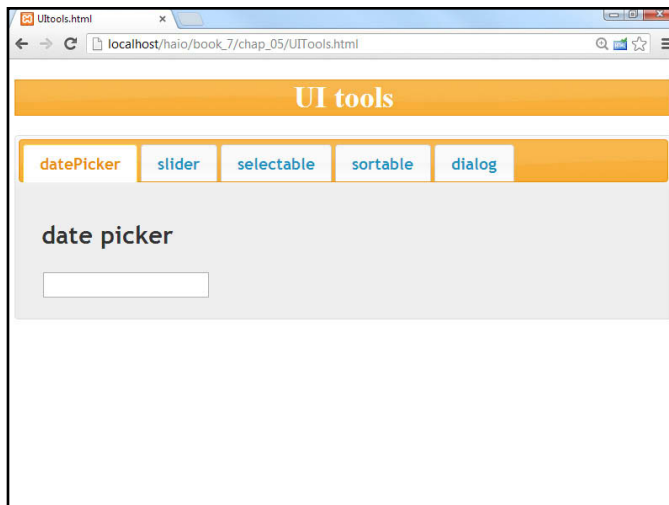 UItools.html
localhost/haio/book_7/chap_05/UITools.html
UI tools
datePicker slider selectable sortable dialog
date picker